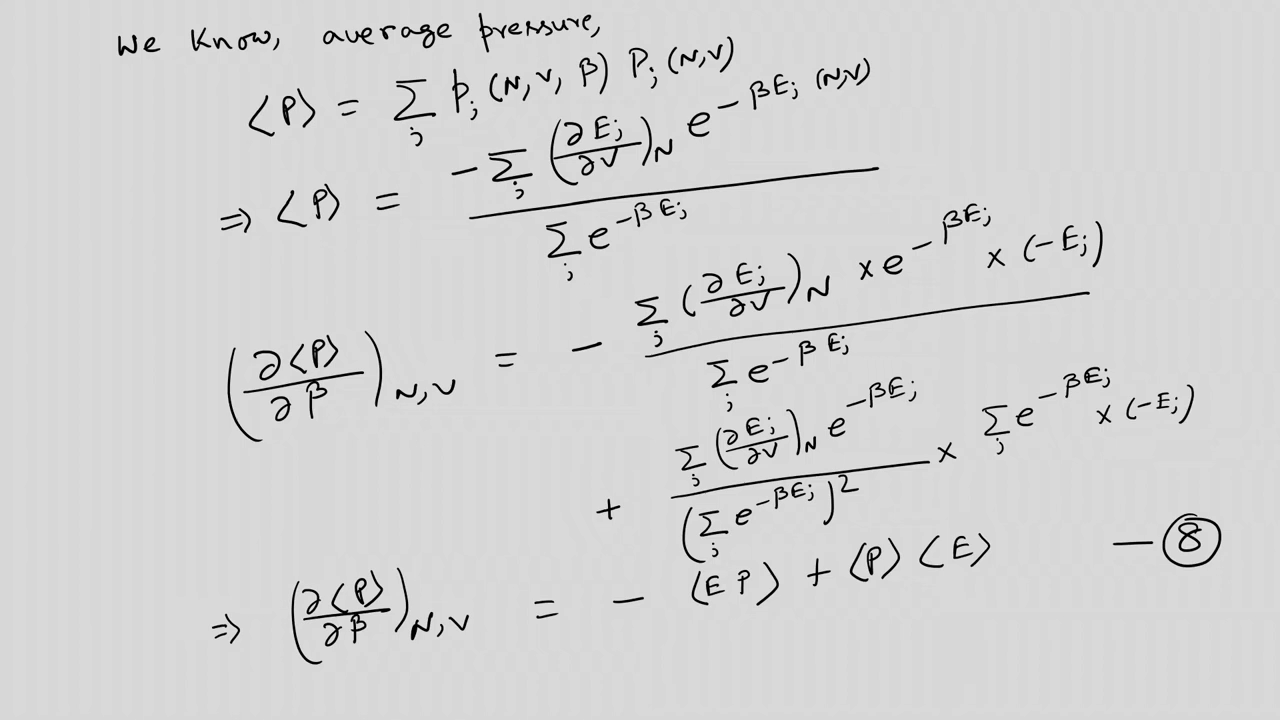 We know, average pressure,
⟨P⟩ = Σ_j p_j (N, V, β) P_j (N,V)
⇒ ⟨P⟩ = (-Σ_j (∂E_j/∂V)_N e^{-βE_j (N,V)}) / (Σ_j e^{-βE_j})
(∂⟨P⟩/∂β)_{N,V} = - (Σ_j (∂E_j/∂V)_N × e^{-βE_j} × (-E_j)) / (Σ_j e^{-βE_j})
+ (Σ_j (∂E_j/∂V)_N e^{-βE_j}) / (Σ_j e^{-βE_j})^2 × Σ_j e^{-βE_j} × (-E_j)
⇒ (∂⟨P⟩/∂β)_{N,V} = - ⟨E P⟩ + ⟨P⟩ ⟨E⟩ — ⑧